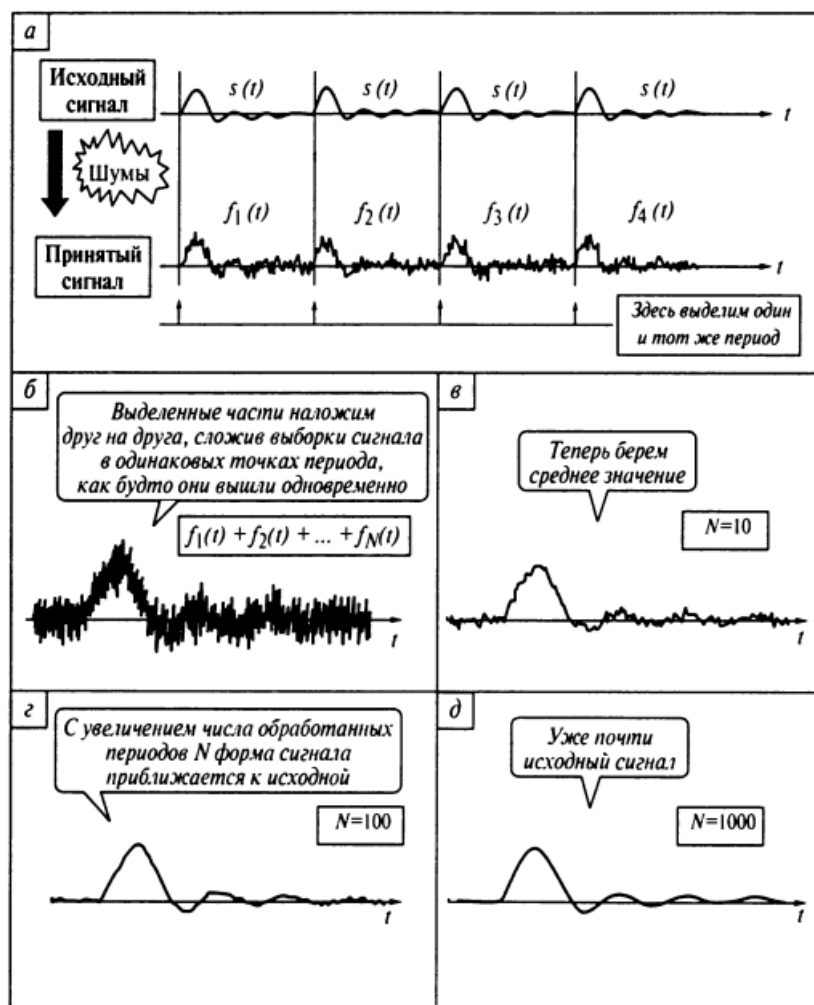 а
Исходный
сигнал
s (t)
s (t)
s (t)
s (t)
t
Шумы
f1 (t)
f2 (t)
f3 (t)
f4 (t)
Принятый
сигнал
t
Здесь выделим один
и тот же период
б
Выделенные части наложим
друг на друга, сложив выборки сигнала
в одинаковых точках периода,
как будто они вышли одновременно
f1(t) + f2(t) + ... + fN(t)
t
в
Теперь берем
среднее значение
N=10
t
г
С увеличением числа обработанных
периодов N форма сигнала
приближается к исходной
N=100
t
д
Уже почти
исходный сигнал
N=1000
t